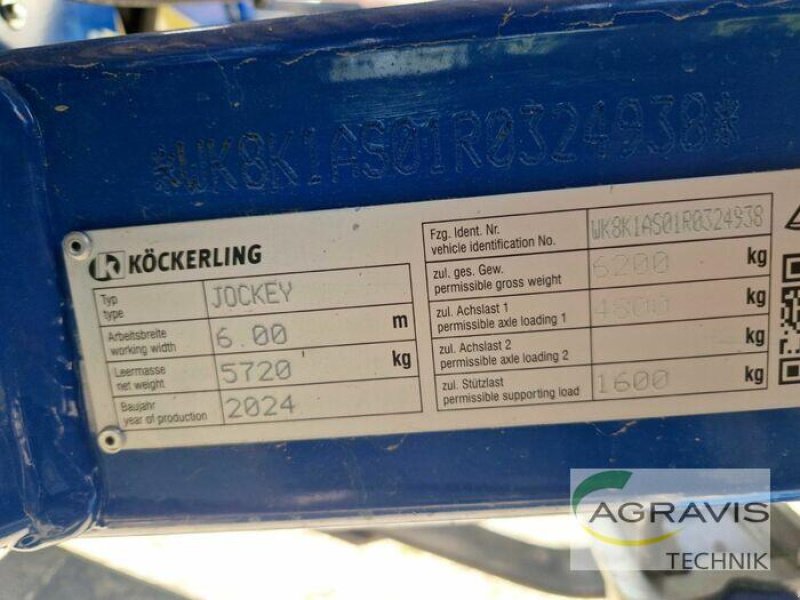 *WK8K1AS01R0324938*
KÖCKERLING
Typ
type
JOCKEY
Arbeitsbreite
working width
6.00 m
Leermasse
net weight
5720 kg
Baujahr
year of production
2024
Fzg. Ident. Nr.
vehicle identification No.
WK8K1AS01R0324938
zul. ges. Gew.
permissible gross weight
6200 kg
zul. Achslast 1
permissible axle loading 1
4800 kg
zul. Achslast 2
permissible axle loading 2
kg
zul. Stützlast
permissible supporting load
1600 kg
AGRAVIS
TECHNIK